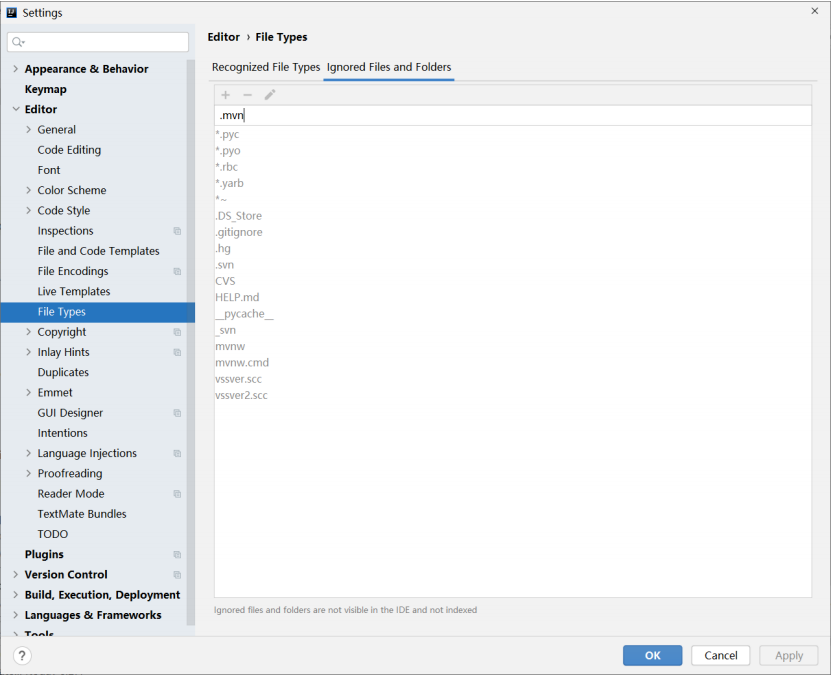 Settings
Editor › File Types
Recognized File Types Ignored Files and Folders
Appearance & Behavior
Keymap
Editor
General
Code Editing
Font
Color Scheme
Code Style
Inspections
File and Code Templates
File Encodings
Live Templates
File Types
Copyright
Inlay Hints
Duplicates
Emmet
GUI Designer
Intentions
Language Injections
Proofreading
Reader Mode
TextMate Bundles
TODO
Plugins
Version Control
Build, Execution, Deployment
Languages & Frameworks
Tools
.mvn
*.pyc
*.pyo
*.rbc
*.yarb
*~
.DS_Store
.gitignore
.hg
.svn
CVS
HELP.md
__pycache__
_svn
mvnw
mvnw.cmd
vssver.scc
vssver2.scc
Ignored files and folders are not visible in the IDE and not indexed
?
OK Cancel Apply